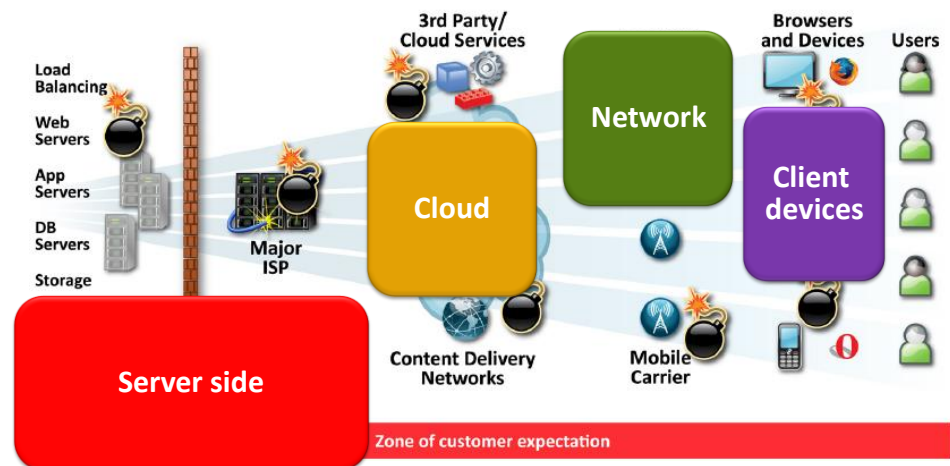 Load
Balancing
Web
Servers
App
Servers
DB
Servers
Storage
Major
ISP
3rd Party/
Cloud Services
Cloud
Content Delivery
Networks
Network
Mobile
Carrier
Browsers
and Devices
Client
devices
Users
Server side
Zone of customer expectation